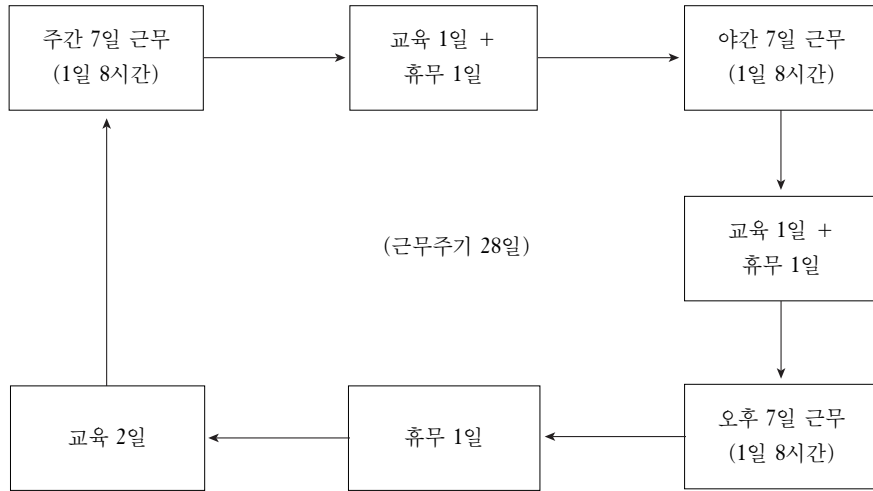 주간 7일 근무
(1일 8시간)
교육 1일 +
휴무 1일
야간 7일 근무
(1일 8시간)
교육 1일 +
휴무 1일
(근무주기 28일)
오후 7일 근무
(1일 8시간)
휴무 1일
교육 2일